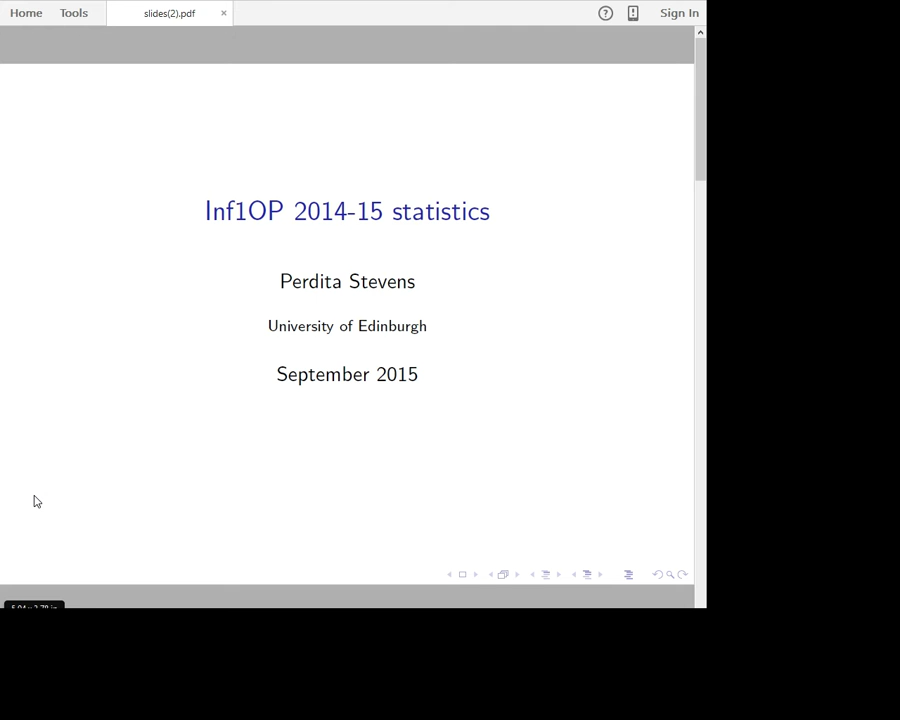 Home Tools slides(2).pdf × ? Sign In
Inf1OP 2014-15 statistics
Perdita Stevens
University of Edinburgh
September 2015